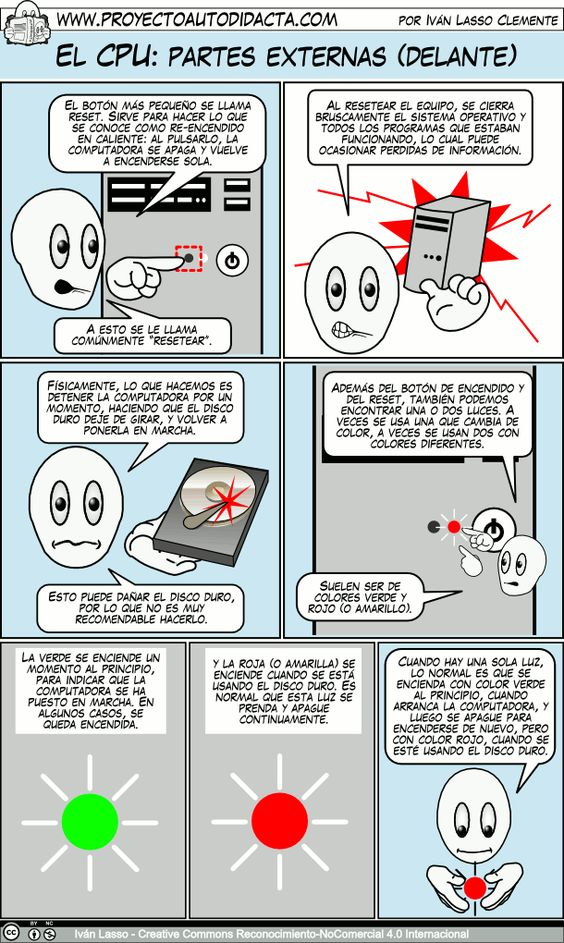 WWW.PROYECTOAUTODIDACTA.COM
POR IVÁN LASSO CLEMENTE
EL CPU: PARTES EXTERNAS (DELANTE)
EL BOTÓN MÁS PEQUEÑO SE LLAMA
RESET. SIRVE PARA HACER LO QUE
SE CONOCE COMO RE-ENCENDIDO
EN CALIENTE: AL PULSARLO, LA
COMPUTADORA SE APAGA Y VUELVE
A ENCENDERSE SOLA.
A ESTO SE LE LLAMA
COMÚNMENTE "RESETEAR".
AL RESETEAR EL EQUIPO, SE CIERRA
BRUSCAMENTE EL SISTEMA OPERATIVO Y
TODOS LOS PROGRAMAS QUE ESTABAN
FUNCIONANDO, LO CUAL PUEDE
OCASIONAR PERDIDAS DE INFORMACIÓN.
FÍSICAMENTE, LO QUE HACEMOS ES
DETENER LA COMPUTADORA POR UN
MOMENTO, HACIENDO QUE EL DISCO
DURO DEJE DE GIRAR, Y VOLVER A
PONERLA EN MARCHA.
ESTO PUEDE DAÑAR EL DISCO DURO,
POR LO QUE NO ES MUY
RECOMENDABLE HACERLO.
ADEMÁS DEL BOTÓN DE ENCENDIDO Y
DEL RESET, TAMBIÉN PODEMOS
ENCONTRAR UNA O DOS LUCES. A
VECES SE USA UNA QUE CAMBIA DE
COLOR, A VECES SE USAN DOS CON
COLORES DIFERENTES.
SUELEN SER DE
COLORES VERDE Y
ROJO (O AMARILLO).
LA VERDE SE ENCIENDE UN
MOMENTO AL PRINCIPIO,
PARA INDICAR QUE LA
COMPUTADORA SE HA
PUESTO EN MARCHA. EN
ALGUNOS CASOS, SE
QUEDA ENCENDIDA.
Y LA ROJA (O AMARILLA) SE
ENCIENDE CUANDO SE ESTÁ
USANDO EL DISCO DURO. ES
NORMAL QUE ESTA LUZ SE
PRENDA Y APAGUE
CONTINUAMENTE.
CUANDO HAY UNA SOLA LUZ,
LO NORMAL ES QUE SE
ENCIENDA CON COLOR VERDE
AL PRINCIPIO, CUANDO
ARRANCA LA COMPUTADORA, Y
LUEGO SE APAGUE PARA
ENCENDERSE DE NUEVO, PERO
CON COLOR ROJO, CUANDO SE
ESTÉ USANDO EL DISCO DURO.
cc BY NC
Iván Lasso - Creative Commons Reconocimiento-NoComercial 4.0 Internacional